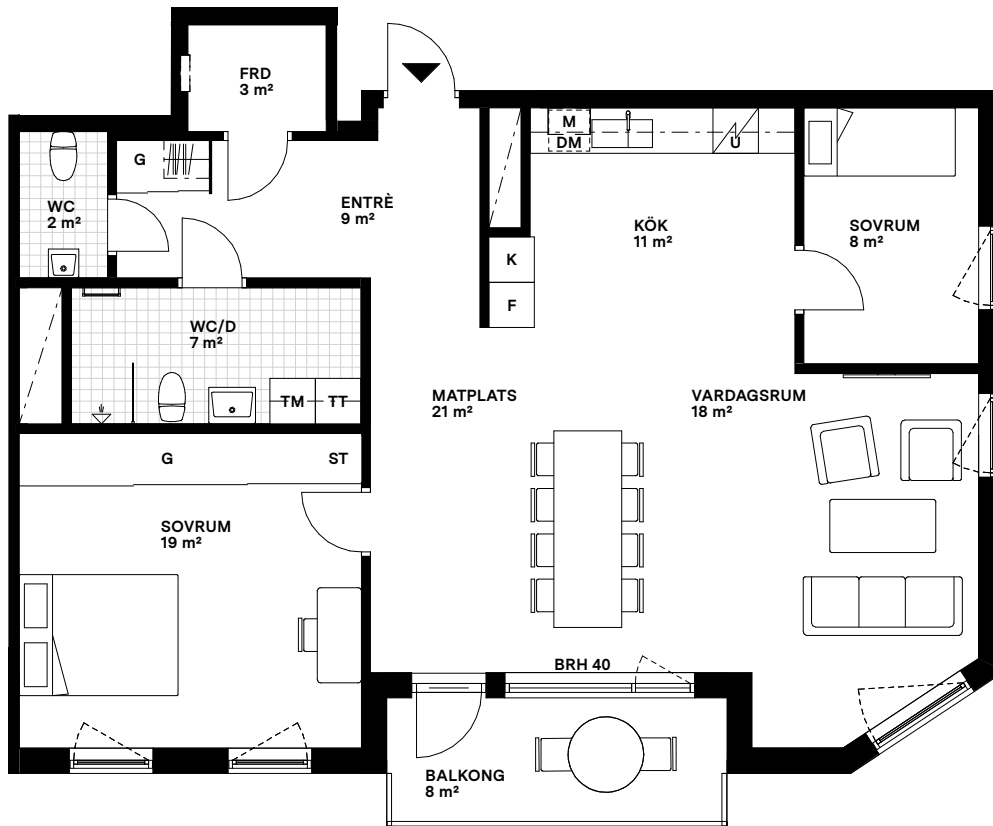 FRD
3 m²
M
DM
U
G
WC
2 m²
ENTRÈ
9 m²
KÖK
11 m²
SOVRUM
8 m²
K
F
WC/D
7 m²
TM
TT
MATPLATS
21 m²
VARDAGSRUM
18 m²
G
ST
SOVRUM
19 m²
BRH 40
BALKONG
8 m²